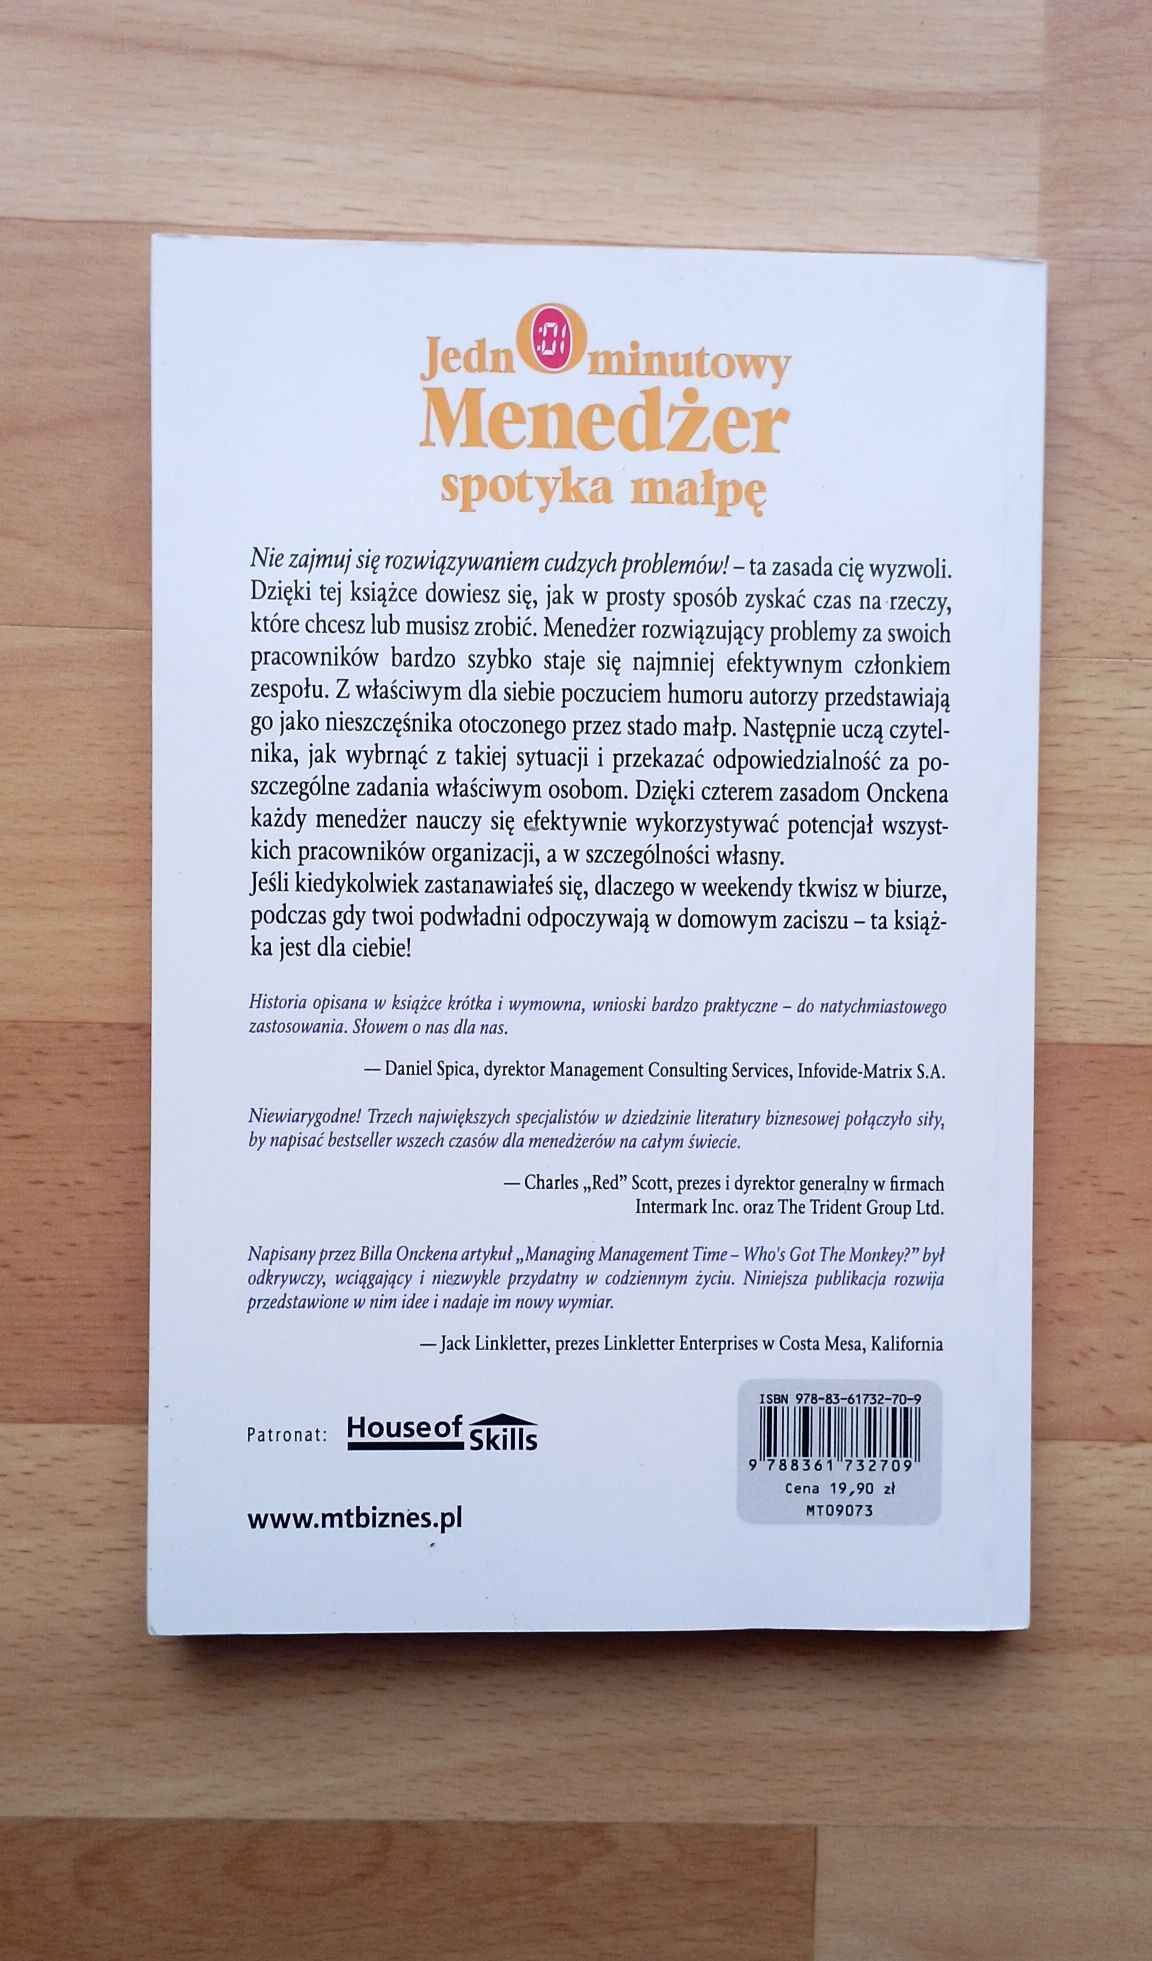 JednOminutowy
:01
Menedżer
spotyka małpę
Nie zajmuj się rozwiązywaniem cudzych problemów! – ta zasada cię wyzwoli.
Dzięki tej książce dowiesz się, jak w prosty sposób zyskać czas na rzeczy,
które chcesz lub musisz zrobić. Menedżer rozwiązujący problemy za swoich
pracowników bardzo szybko staje się najmniej efektywnym członkiem
zespołu. Z właściwym dla siebie poczuciem humoru autorzy przedstawiają
go jako nieszczęśnika otoczonego przez stado małp. Następnie uczą czytel-
nika, jak wybrnąć z takiej sytuacji i przekazać odpowiedzialność za po-
szczególne zadania właściwym osobom. Dzięki czterem zasadom Onckena
każdy menedżer nauczy się efektywnie wykorzystywać potencjał wszyst-
kich pracowników organizacji, a w szczególności własny.
Jeśli kiedykolwiek zastanawiałeś się, dlaczego w weekendy tkwisz w biurze,
podczas gdy twoi podwładni odpoczywają w domowym zaciszu – ta książ-
ka jest dla ciebie!
Historia opisana w książce krótka i wymowna, wnioski bardzo praktyczne – do natychmiastowego
zastosowania. Słowem o nas dla nas.
— Daniel Spica, dyrektor Management Consulting Services, Infovide-Matrix S.A.
Niewiarygodne! Trzech największych specjalistów w dziedzinie literatury biznesowej połączyło siły,
by napisać bestseller wszech czasów dla menedżerów na całym świecie.
— Charles „Red” Scott, prezes i dyrektor generalny w firmach
Intermark Inc. oraz The Trident Group Ltd.
Napisany przez Billa Onckena artykuł „Managing Management Time – Who's Got The Monkey?” był
odkrywczy, wciągający i niezwykle przydatny w codziennym życiu. Niniejsza publikacja rozwija
przedstawione w nim idee i nadaje im nowy wymiar.
— Jack Linkletter, prezes Linkletter Enterprises w Costa Mesa, Kalifornia
Patronat: House of Skills
www.mtbiznes.pl
ISBN 978-83-61732-70-9
9 788361 732709
Cena 19,90 zł
MT09073